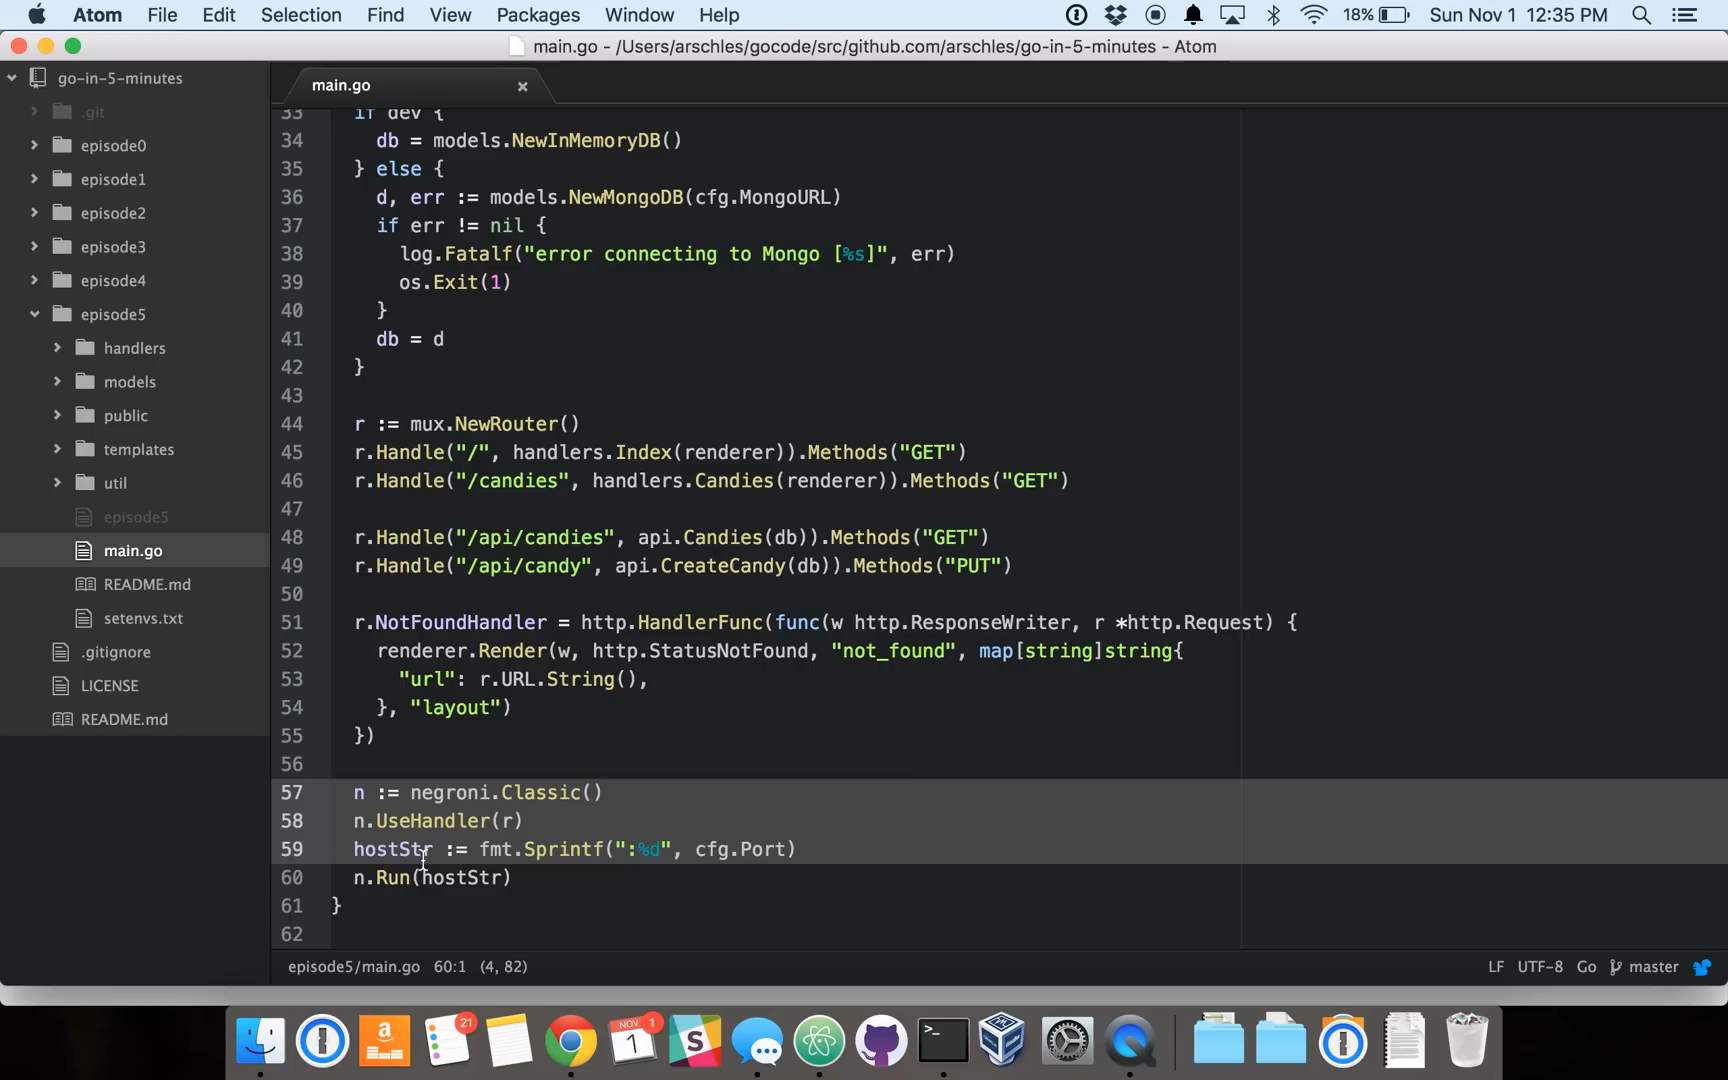 Atom File Edit Selection Find View Packages Window Help 18% Sun Nov 1 12:35 PM
main.go - /Users/arschles/gocode/src/github.com/arschles/go-in-5-minutes - Atom
go-in-5-minutes
.git
episode0
episode1
episode2
episode3
episode4
episode5
handlers
models
public
templates
util
episode5
main.go
README.md
setenvs.txt
.gitignore
LICENSE
README.md
main.go
33 if dev {
34 db = models.NewInMemoryDB()
35 } else {
36 d, err := models.NewMongoDB(cfg.MongoURL)
37 if err != nil {
38 log.Fatalf("error connecting to Mongo [%s]", err)
39 os.Exit(1)
40 }
41 db = d
42 }
43
44 r := mux.NewRouter()
45 r.Handle("/", handlers.Index(renderer)).Methods("GET")
46 r.Handle("/candies", handlers.Candies(renderer)).Methods("GET")
47
48 r.Handle("/api/candies", api.Candies(db)).Methods("GET")
49 r.Handle("/api/candy", api.CreateCandy(db)).Methods("PUT")
50
51 r.NotFoundHandler = http.HandlerFunc(func(w http.ResponseWriter, r *http.Request) {
52 renderer.Render(w, http.StatusNotFound, "not_found", map[string]string{
53 "url": r.URL.String(),
54 }, "layout")
55 })
56
57 n := negroni.Classic()
58 n.UseHandler(r)
59 hostStr := fmt.Sprintf(":%d", cfg.Port)
60 n.Run(hostStr)
61 }
62
episode5/main.go 60:1 (4, 82) LF UTF-8 Go master
21
NOV 1
1